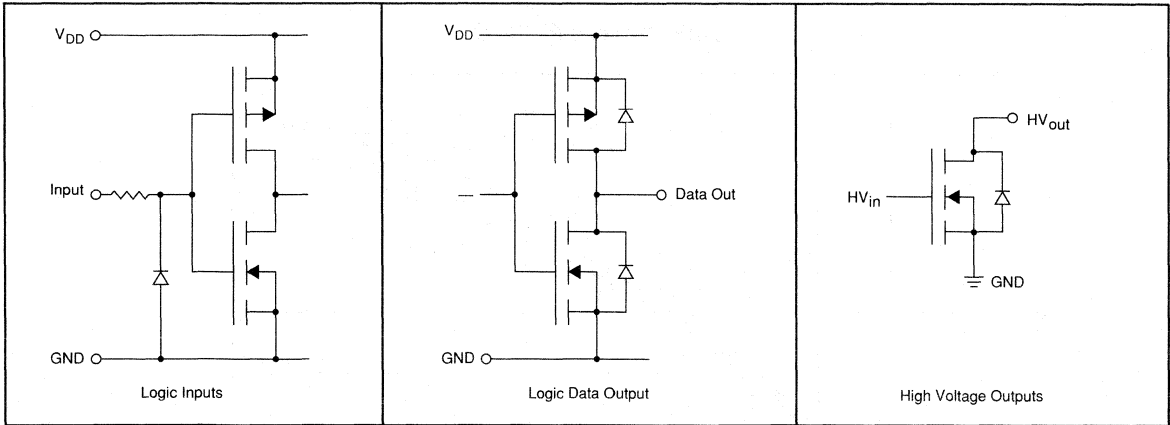 VDD
Input
GND
Logic Inputs
VDD
Data Out
GND
Logic Data Output
HVout
HVin
GND
High Voltage Outputs